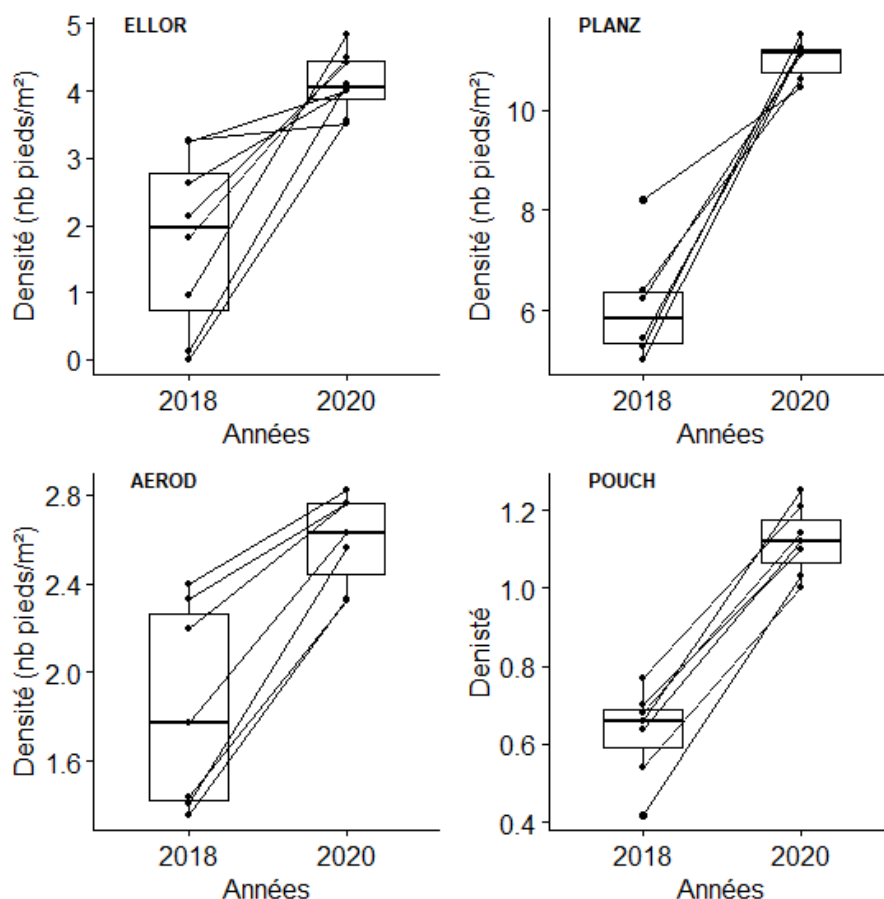 ELLOR
Densité (nb pieds/m²)
5
4
3
2
1
0
2018 2020
Années
PLANZ
Densité (nb pieds/m²)
10
8
6
2018 2020
Années
AEROD
Densité (nb pieds/m²)
2.8
2.4
2.0
1.6
2018 2020
Années
POUCH
Denisté
1.2
1.0
0.8
0.6
0.4
2018 2020
Années